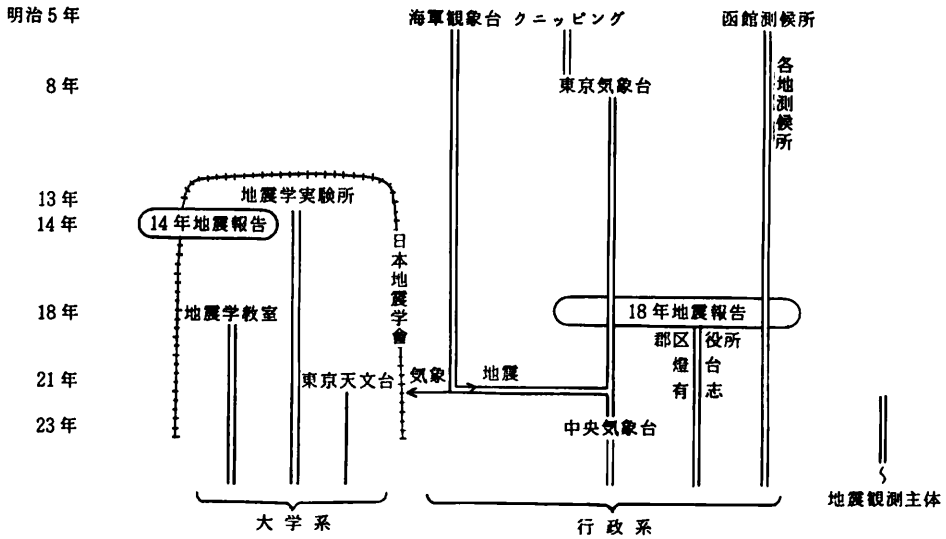 明治5年
海軍観象台 クニッピング
函館測候所
8年
東京気象台
各地測候所
13年
地震学実験所
14年
14年地震報告
日本地震学會
18年
地震学教室
18年地震報告
郡区役所
燈台
有志
21年
東京天文台
気象
地震
23年
中央気象台
大学系
行政系
地震観測主体